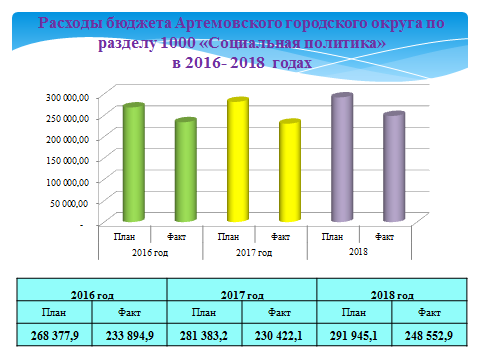 Расходы бюджета Артемовского городского округа по
разделу 1000 «Социальная политика»
в 2016- 2018 годах
300 000,00
250 000,00
200 000,00
150 000,00
100 000,00
50 000,00
-
План Факт План Факт План Факт
2016 год 2017 год 2018
2016 год 2017 год 2018 год
План Факт План Факт План Факт
268 377,9 233 894,9 281 383,2 230 422,1 291 945,1 248 552,9